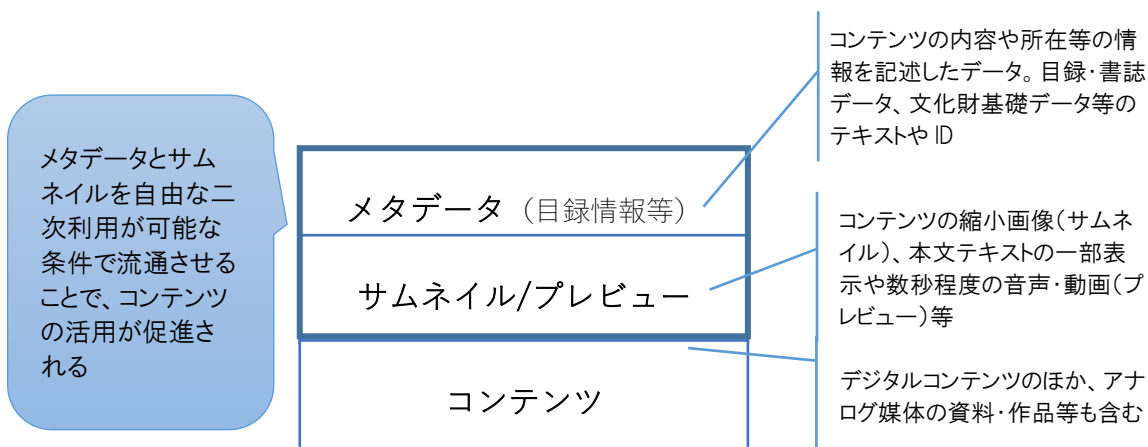 メタデータとサム
ネイルを自由な二
次利用が可能な
条件で流通させる
ことで、コンテンツ
の活用が促進さ
れる
メタデータ（目録情報等）
サムネイル/プレビュー
コンテンツ
コンテンツの内容や所在等の情
報を記述したデータ。目録・書誌
データ、文化財基礎データ等の
テキストや ID
コンテンツの縮小画像（サムネ
イル）、本文テキストの一部表
示や数秒程度の音声・動画（プ
レビュー）等
デジタルコンテンツのほか、アナ
ログ媒体の資料・作品等も含む